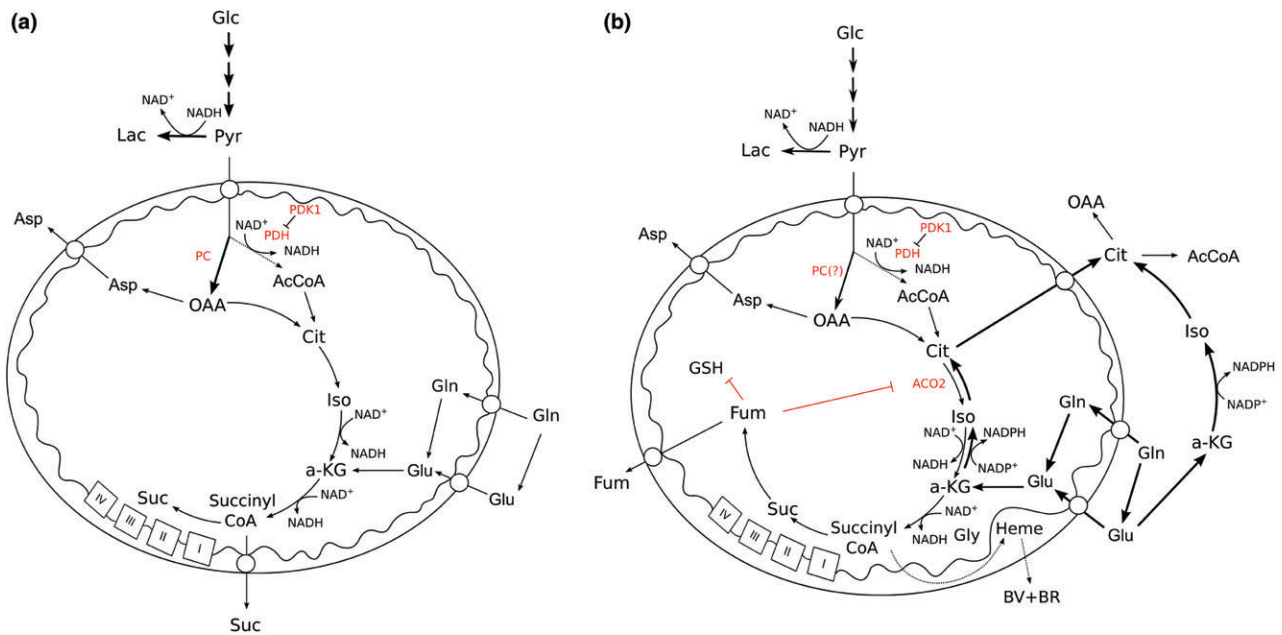 (a)
Glc
NAD⁺
NADH
Lac
Pyr
Asp
PDK1
NAD⁺
PDH
NADH
PC
AcCoA
Asp
OAA
Cit
Iso
NAD⁺
NADH
Gln
Gln
a-KG
Glu
Glu
NAD⁺
NADH
Succinyl
CoA
Suc
IV
III
II
I
Suc
(b)
Glc
NAD⁺
NADH
Lac
Pyr
Asp
PDK1
NAD⁺
PDH
NADH
PC(?)
AcCoA
Asp
OAA
Cit
OAA
Cit
AcCoA
Iso
NADPH
NADP⁺
a-KG
GSH
ACO2
Fum
Iso
NAD⁺
NADPH
NADH
NADP⁺
Gln
Gln
Fum
a-KG
Glu
Glu
Suc
NAD⁺
NADH
Succinyl
CoA
Gly
Heme
IV
III
II
I
BV+BR